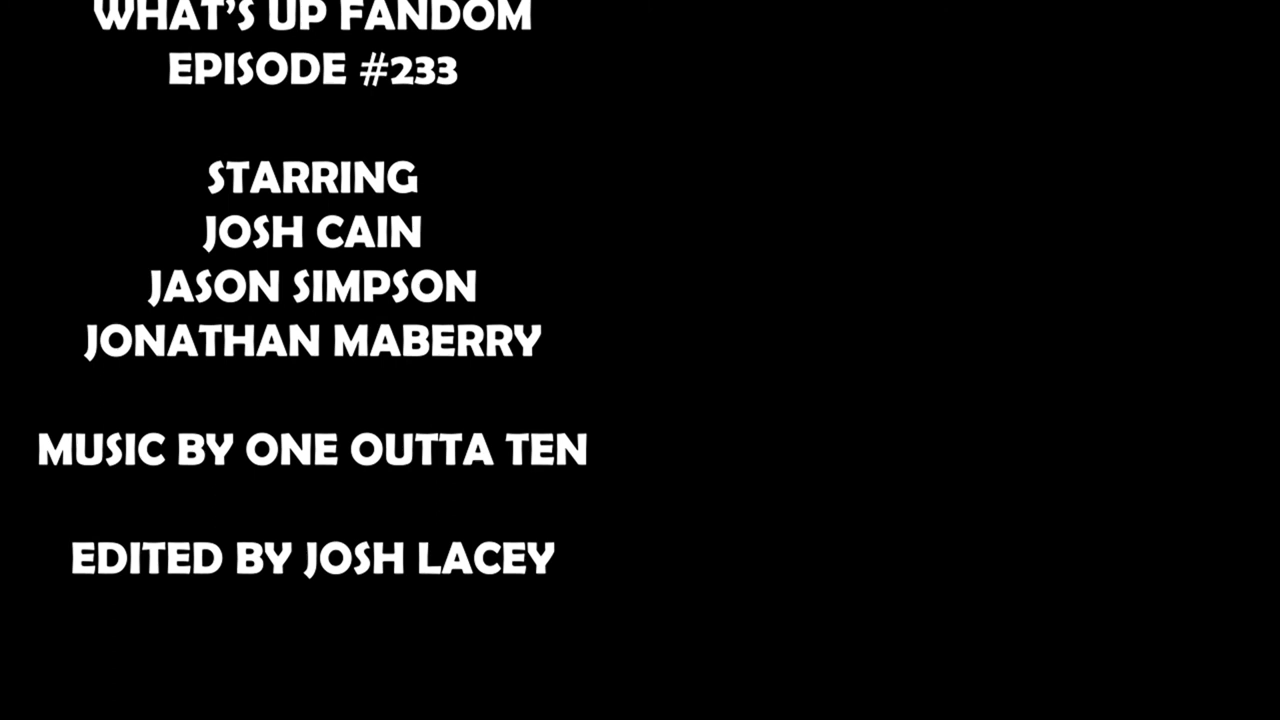 WHAT'S UP FANDOM
EPISODE #233
STARRING
JOSH CAIN
JASON SIMPSON
JONATHAN MABERRY
MUSIC BY ONE OUTTA TEN
EDITED BY JOSH LACEY